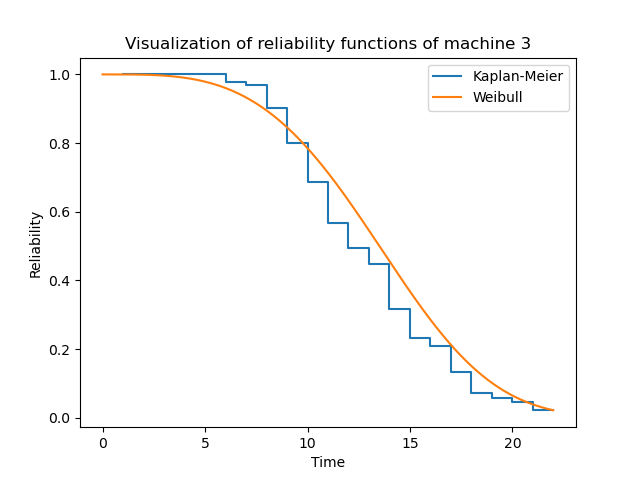 Visualization of reliability functions of machine 3
Kaplan-Meier
Weibull
1.0
0.8
0.6
0.4
0.2
0.0
Reliability
0 5 10 15 20
Time